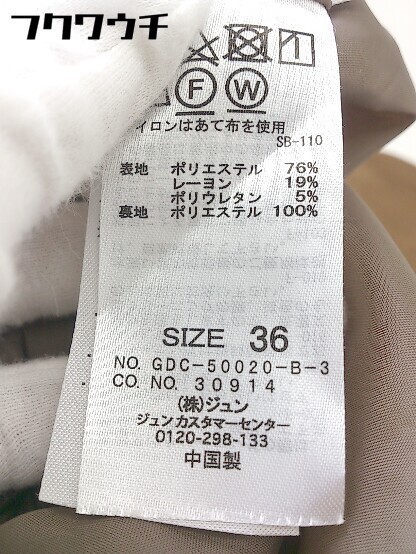 フクワウチ
F W
イロンはあて布を使用
SB-110
表地 ポリエステル 76%
レーヨン 19%
ポリウレタン 5%
裏地 ポリエステル 100%
SIZE 36
NO. GDC-50020-B-3
CO. NO. 30914
(株)ジュン
ジュンカスタマーセンター
0120-298-133
中国製